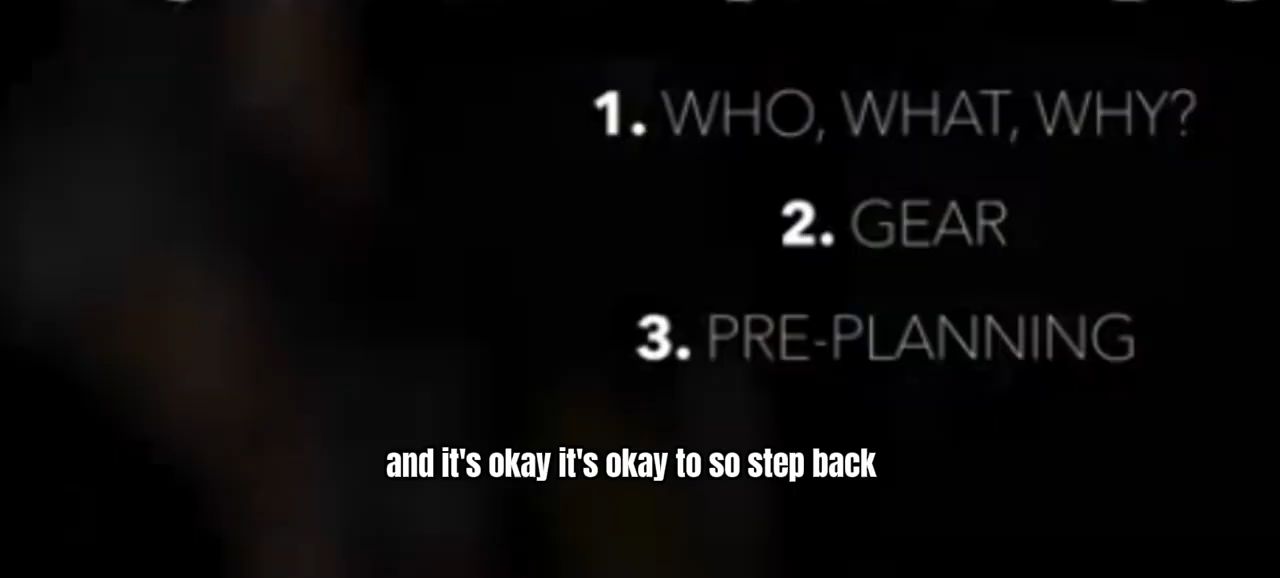 1. WHO, WHAT, WHY?
2. GEAR
3. PRE-PLANNING
and it's okay it's okay to so step back